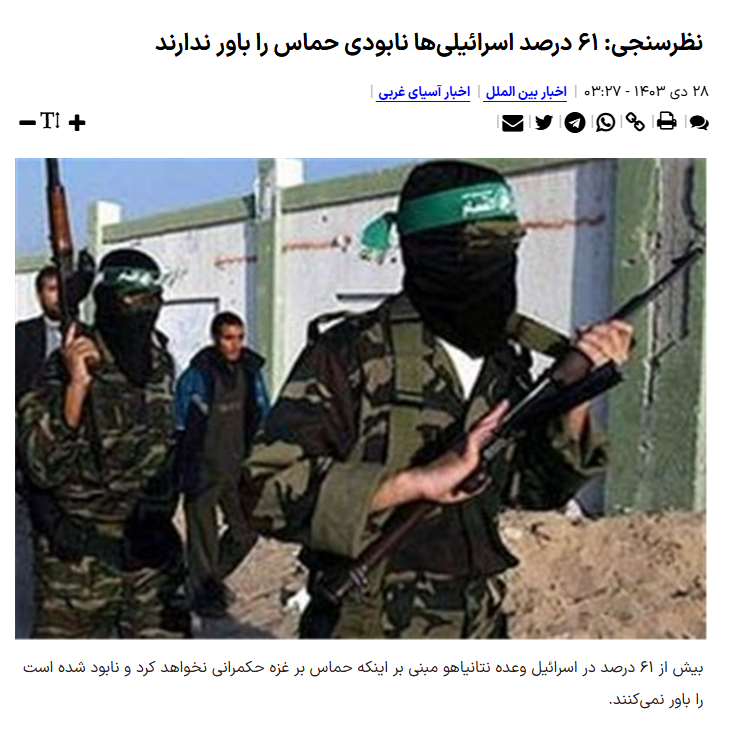 نظرسنجی: ۶۱ درصد اسرائیلی‌ها نابودی حماس را باور ندارند
۲۸ دی ۱۴۰۳ - ۰۳:۲۷ | اخبار بین الملل | اخبار آسیای غربی |
بیش از ۶۱ درصد در اسرائیل وعده نتانیاهو مبنی بر اینکه حماس بر غزه حکمرانی نخواهد کرد و نابود شده است
را باور نمی‌کنند.